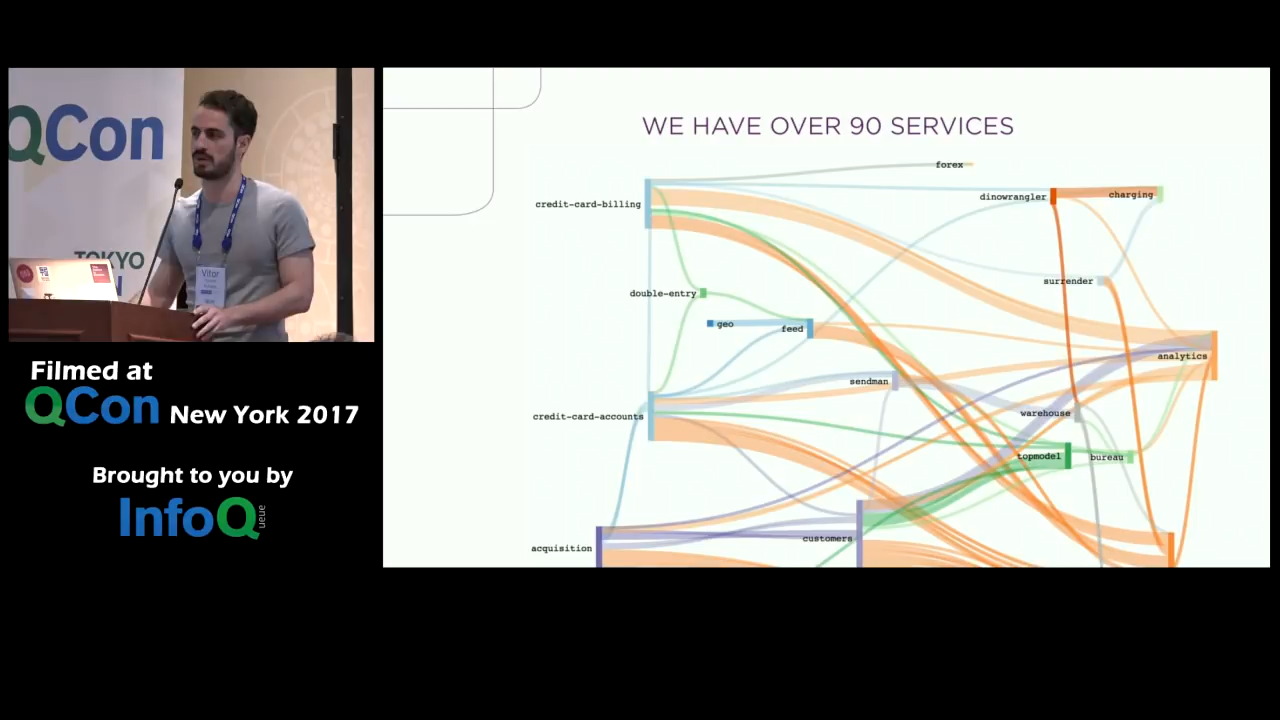 QCon
TOKYO
N
Vitor
Filmed at
QCon New York 2017
Brought to you by
InfoQ
ueue
WE HAVE OVER 90 SERVICES
forex
credit-card-billing
dinowrangler
charging
surrender
double-entry
geo
feed
analytics
sendman
credit-card-accounts
warehouse
topmodel
bureau
customers
acquisition